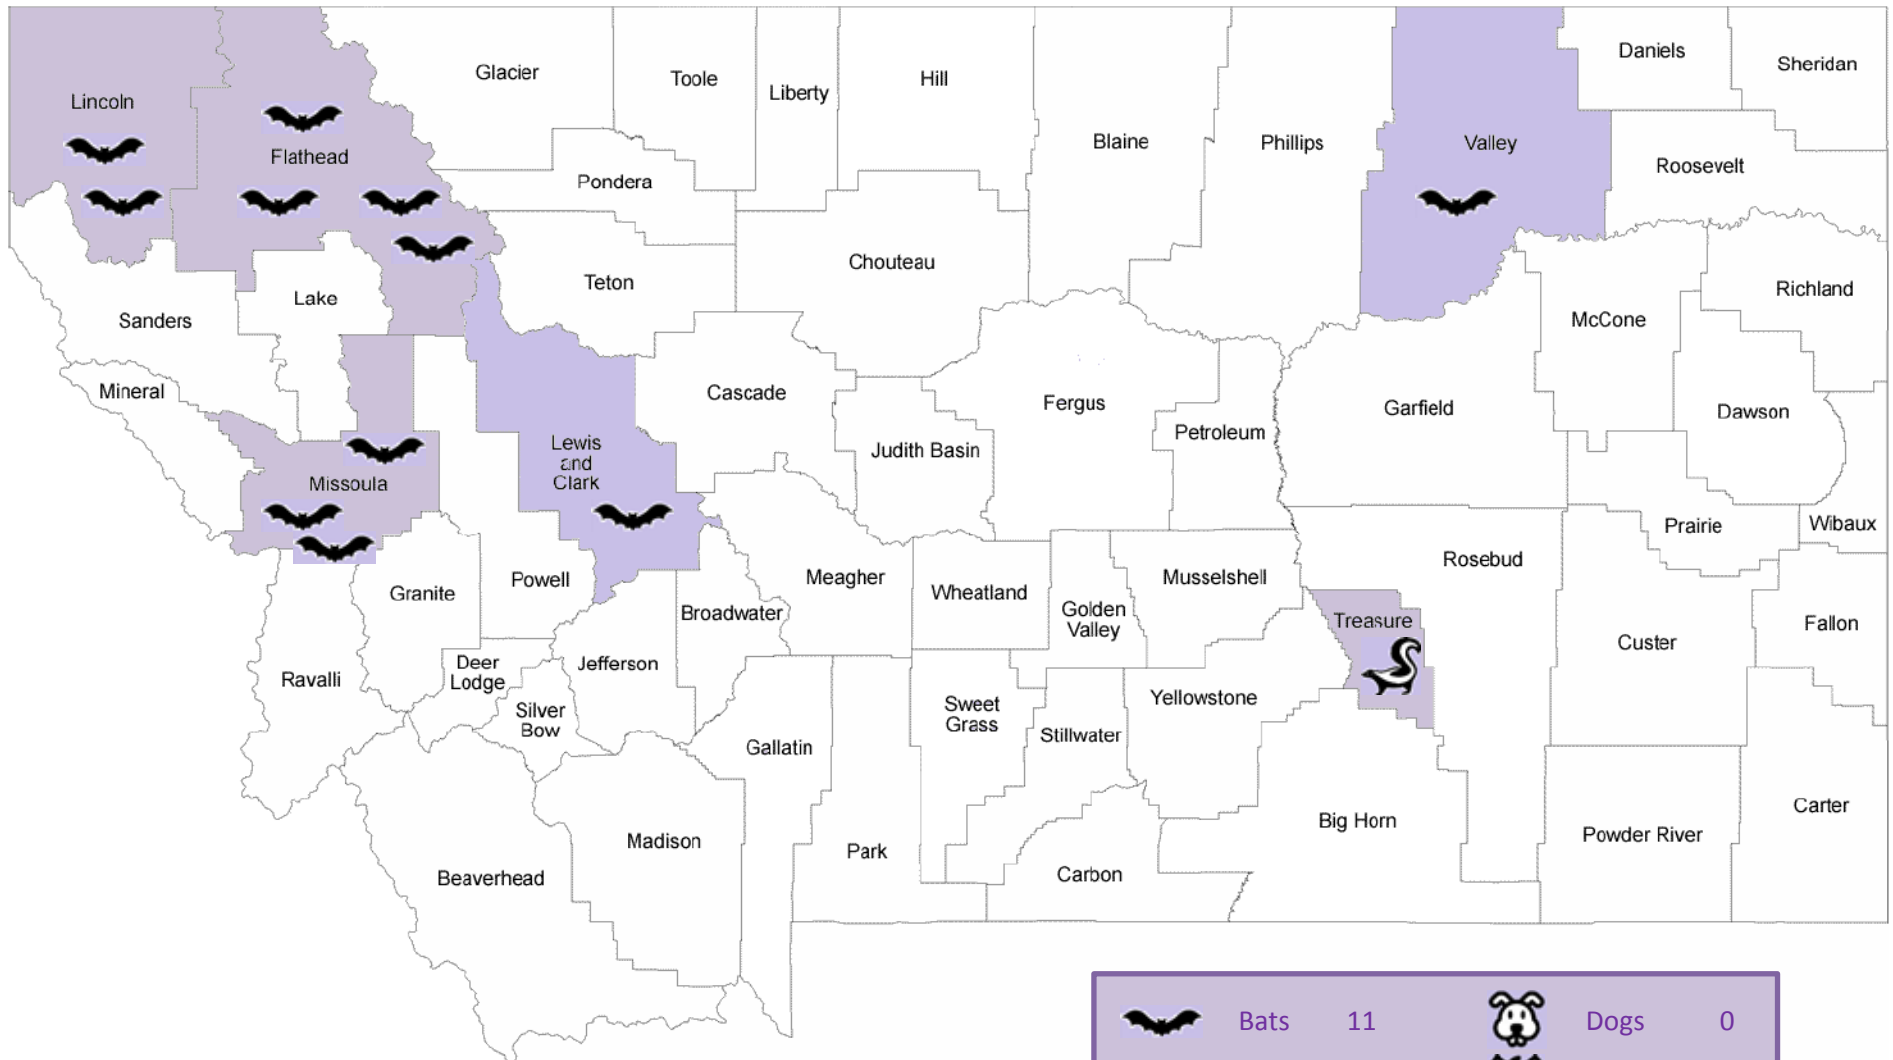 Glacier
Toole
Liberty
Hill
Blaine
Phillips
Valley
Daniels
Sheridan
Lincoln
Flathead
Pondera
Roosevelt
Teton
Chouteau
Lake
Sanders
Richland
McCone
Mineral
Cascade
Fergus
Garfield
Dawson
Petroleum
Judith Basin
Lewis
and
Clark
Missoula
Prairie
Wibaux
Rosebud
Powell
Granite
Meagher
Wheatland
Musselshell
Golden
Valley
Broadwater
Treasure
Fallon
Custer
Ravalli
Deer
Lodge
Jefferson
Silver
Bow
Sweet
Grass
Yellowstone
Stillwater
Gallatin
Madison
Park
Beaverhead
Carbon
Big Horn
Powder River
Carter
Bats 11 Dogs 0